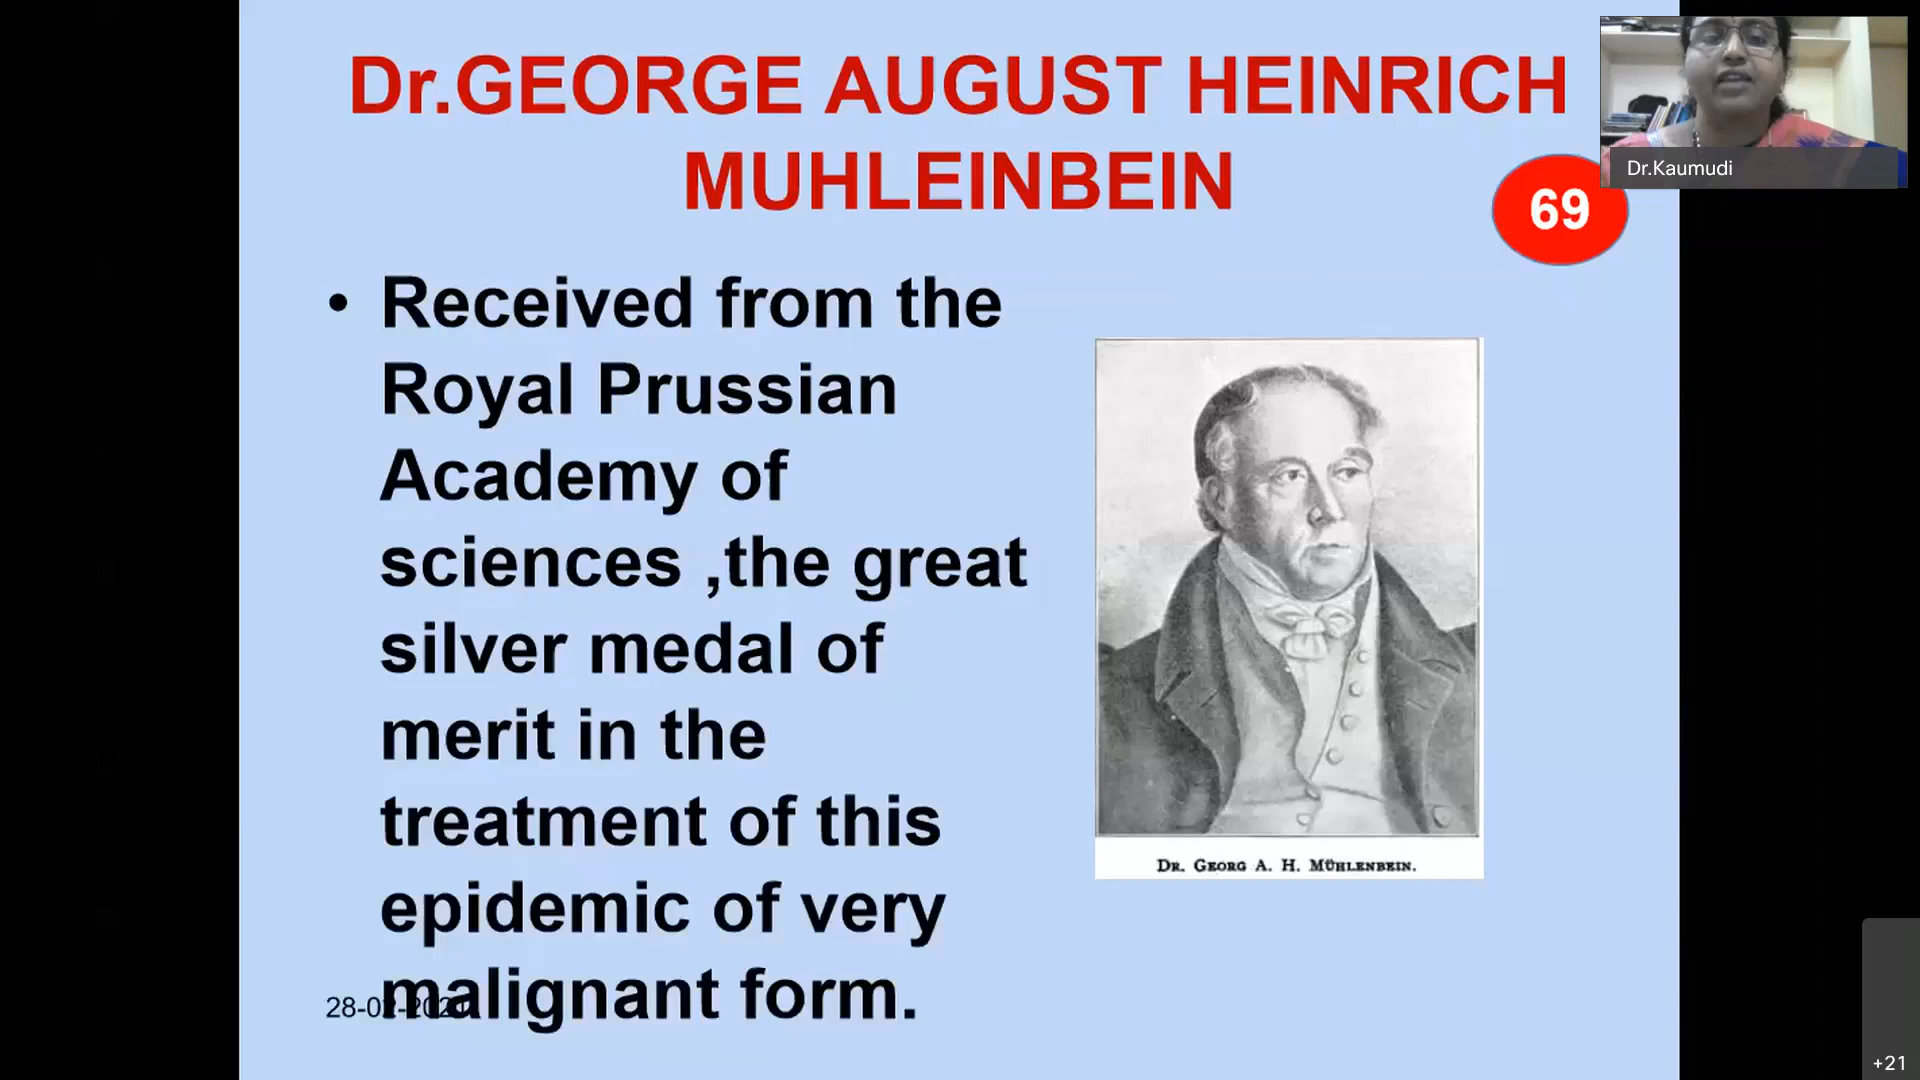 Dr.GEORGE AUGUST HEINRICH
MUHLEINBEIN
Dr.Kaumudi
69
• Received from the
Royal Prussian
Academy of
sciences ,the great
silver medal of
merit in the
treatment of this
epidemic of very
malignant form.
DR. GEORG A. H. MÜHLENBEIN.
+21